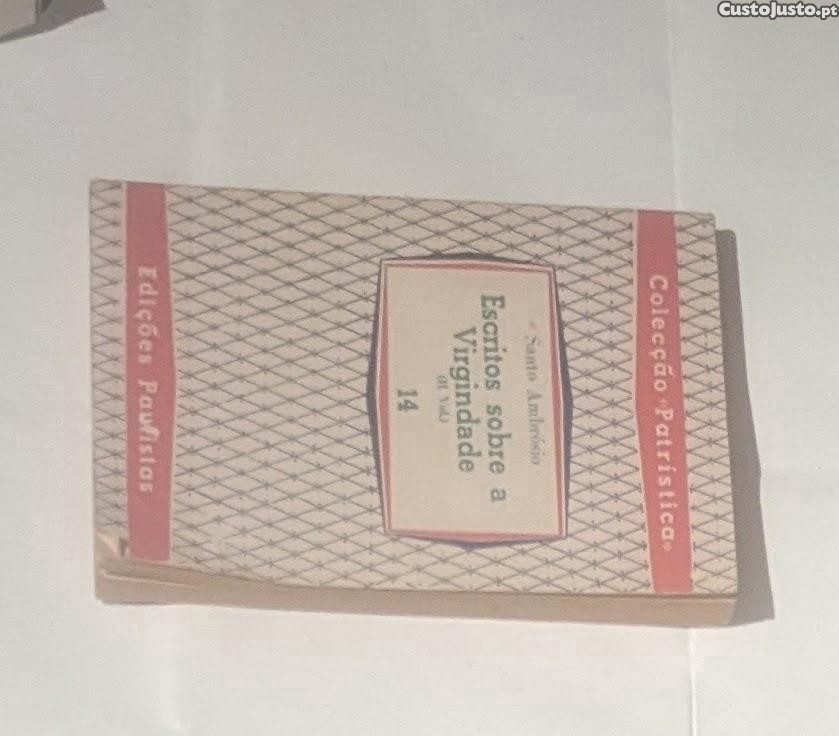 CustoJusto.pt
Colecção «Patrística»
Santo Ambrósio
Escritos sobre a
Virgindade
(II Vol.)
14
Edições Paulistas